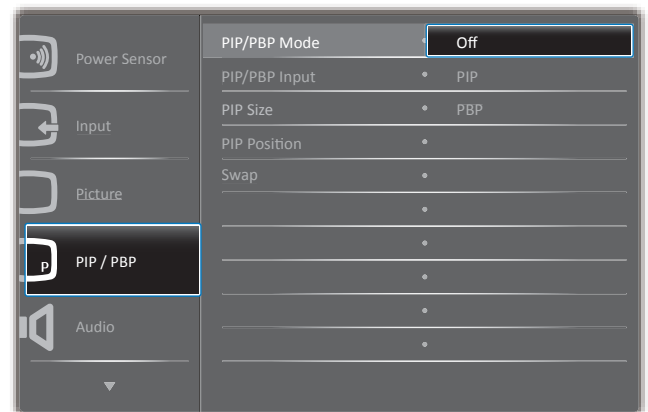 Power Sensor
Input
Picture
P
PIP / PBP
Audio
PIP/PBP Mode Off
PIP/PBP Input PIP
PIP Size PBP
PIP Position
Swap